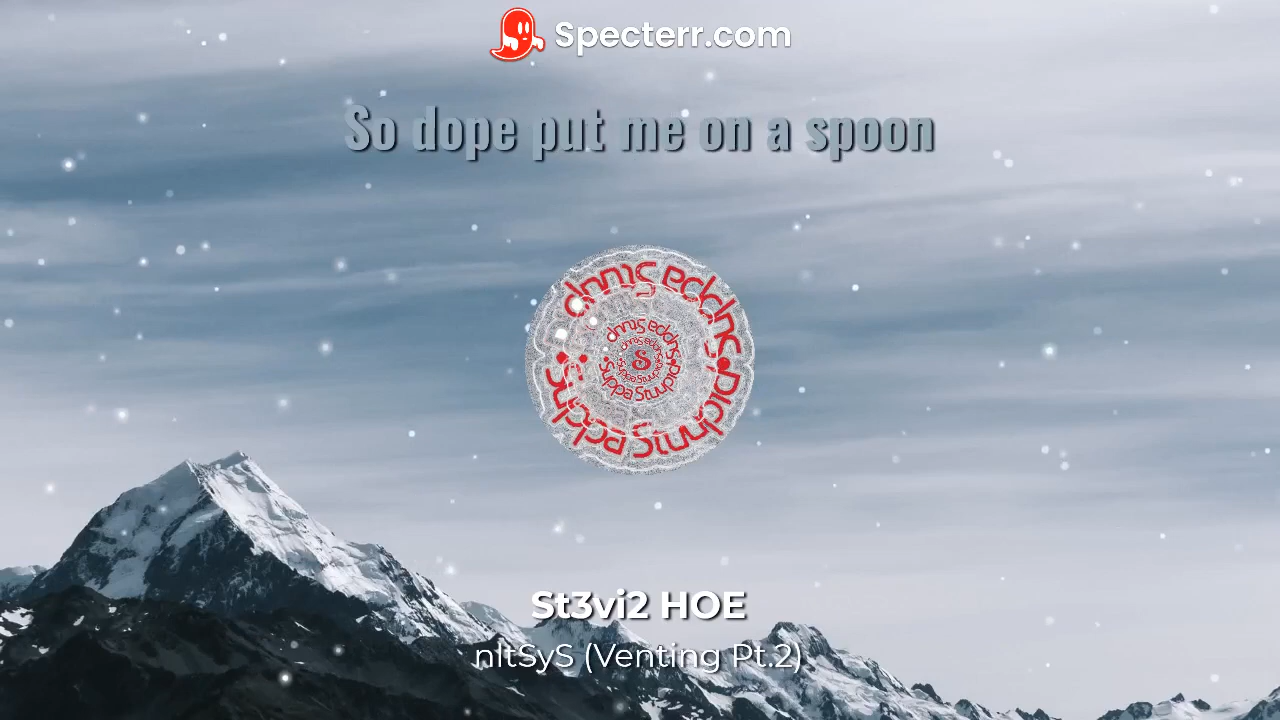 Specterr.com
So dope put me on a spoon
St3vi2 HOE
nItSyS (Venting Pt.2)